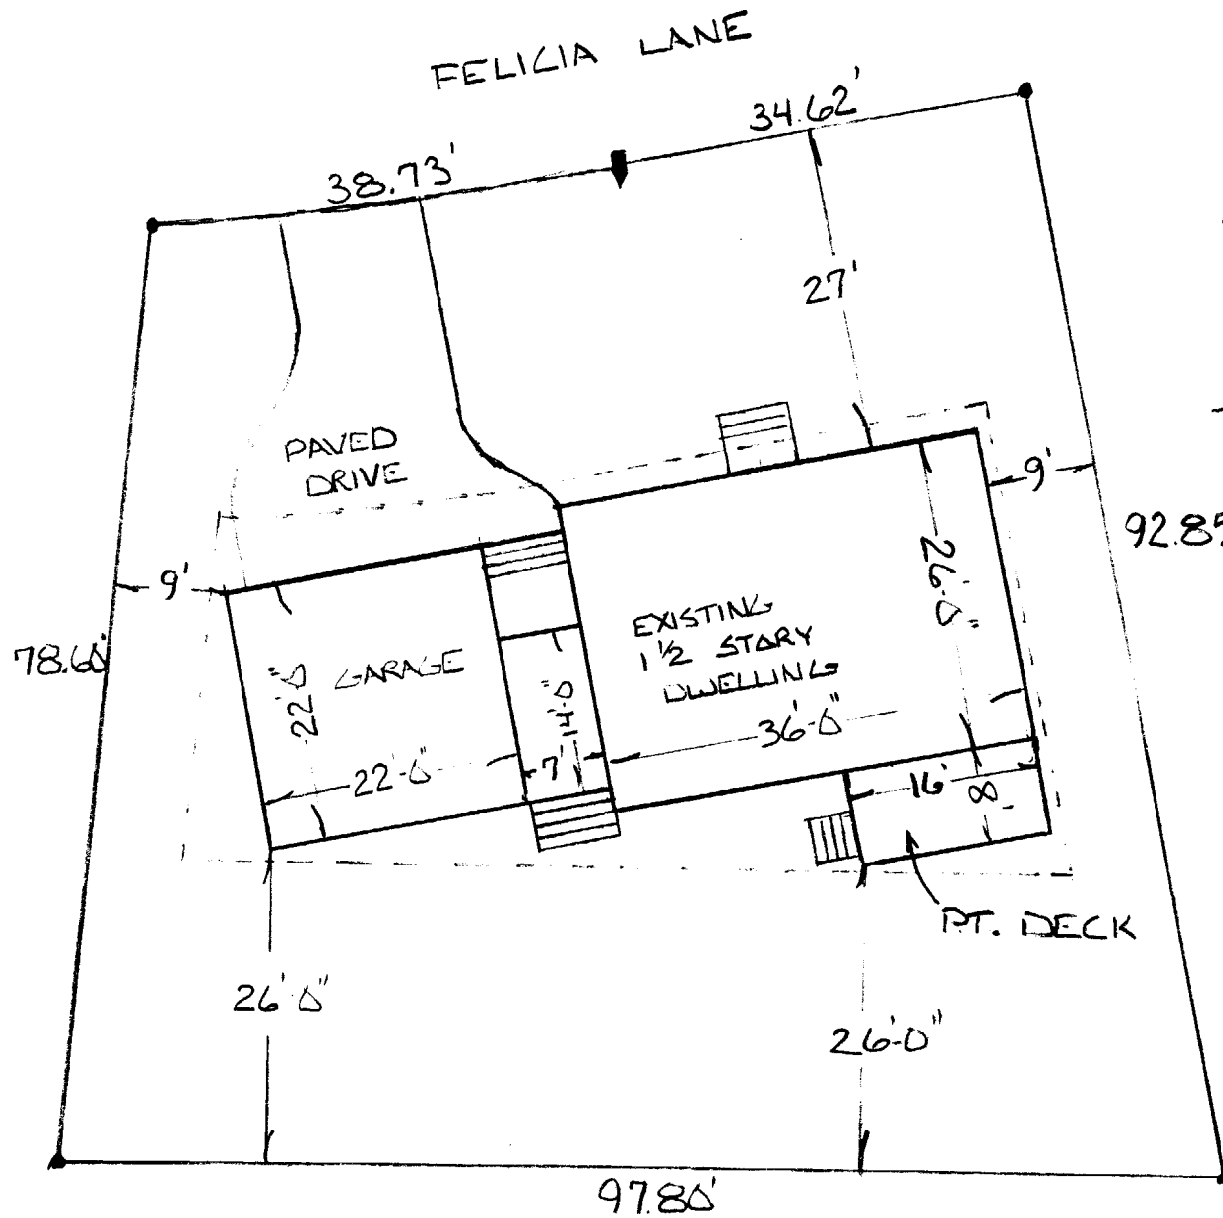 FELICIA LANE
34.62'
38.73'
27'
PAVED
DRIVE
9'
92.85
9'
26'-0"
EXISTING
1 1/2 STORY
DWELLING
78.60'
GARAGE
22'-0"
14'-0"
36'-0"
22'-0"
7'
16'
8'
P.T. DECK
26'-0"
26'-0"
97.80'